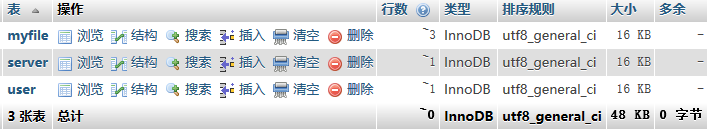 表 操作 行数 类型 排序规则 大小 多余
myfile 浏览 结构 搜索 插入 清空 删除 ~3 InnoDB utf8_general_ci 16 KB -
server 浏览 结构 搜索 插入 清空 删除 ~1 InnoDB utf8_general_ci 16 KB -
user 浏览 结构 搜索 插入 清空 删除 ~1 InnoDB utf8_general_ci 16 KB -
3 张表 总计 ~0 InnoDB utf8_general_ci 48 KB 0 字节